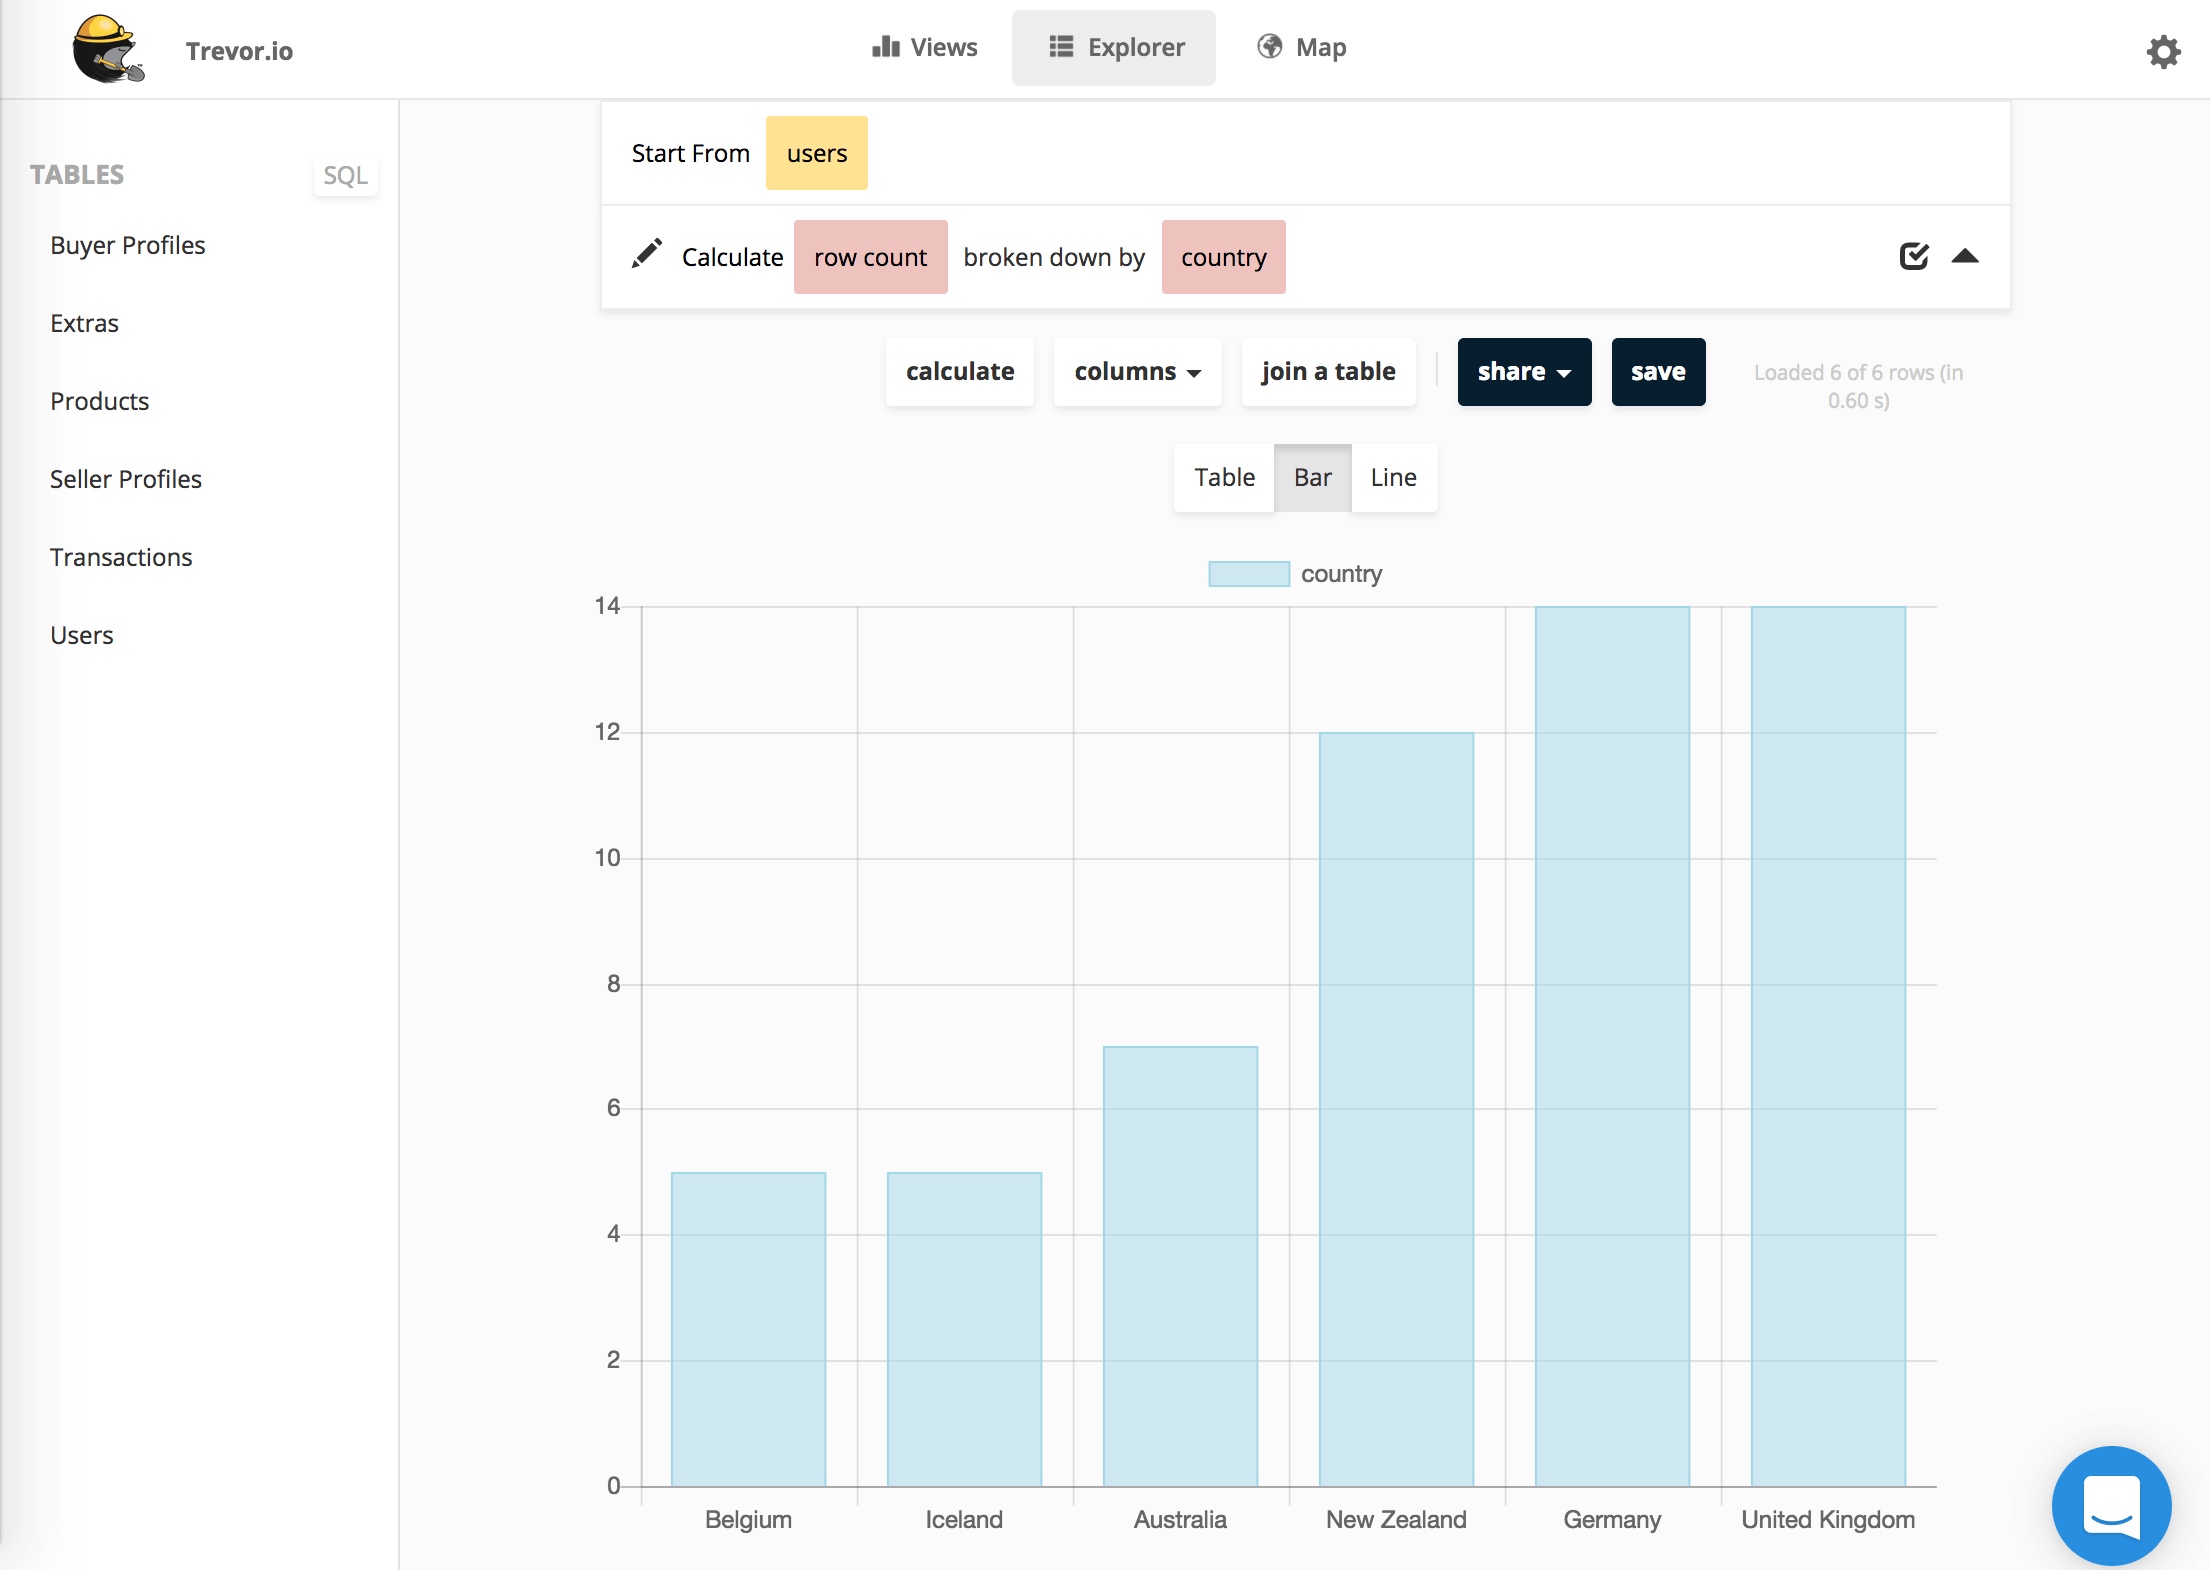 Trevor.io
Views
Explorer
Map
TABLES
SQL
Buyer Profiles
Extras
Products
Seller Profiles
Transactions
Users
Start From users
Calculate row count broken down by country
calculate
columns
join a table
share
save
Loaded 6 of 6 rows (in
0.60 s)
Table
Bar
Line
country
14
12
10
8
6
4
2
0
Belgium
Iceland
Australia
New Zealand
Germany
United Kingdom